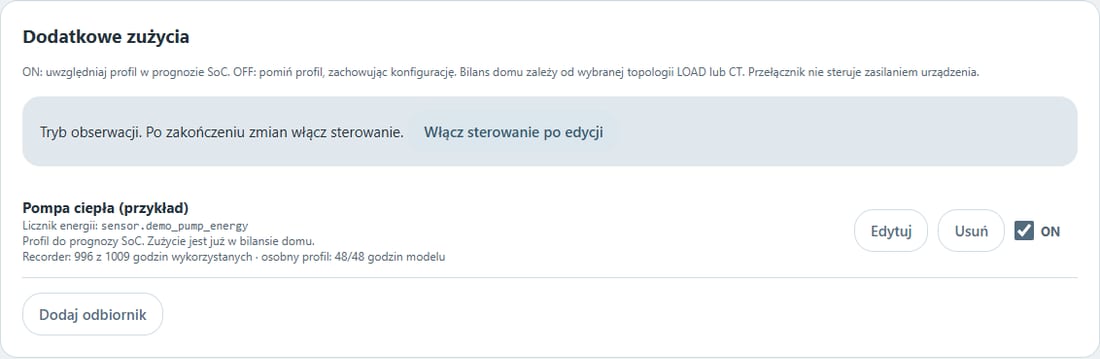 Dodatkowe zużycia
ON: uwzględniaj profil w prognozie SoC. OFF: pomiń profil, zachowując konfigurację. Bilans domu zależy od wybranej topologii LOAD lub CT. Przełącznik nie steruje zasilaniem urządzenia.
Tryb obserwacji. Po zakończeniu zmian włącz sterowanie. Włącz sterowanie po edycji
Pompa ciepła (przykład)
Licznik energii: sensor.demo_pump_energy
Profil do prognozy SoC. Zużycie jest już w bilansie domu.
Recorder: 996 z 1009 godzin wykorzystanych · osobny profil: 48/48 godzin modelu
Edytuj Usuń ON
Dodaj odbiornik